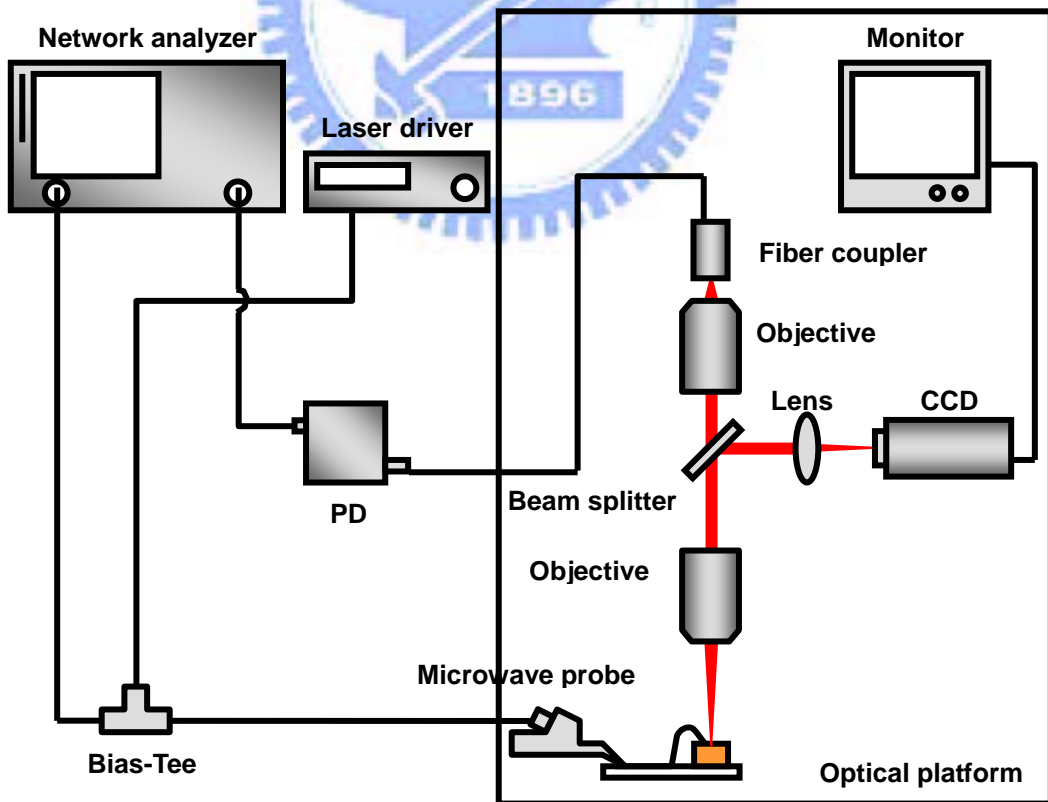 Network analyzer
Monitor
1896
Laser driver
Fiber coupler
Objective
Lens
CCD
PD
Beam splitter
Objective
Microwave probe
Bias-Tee
Optical platform